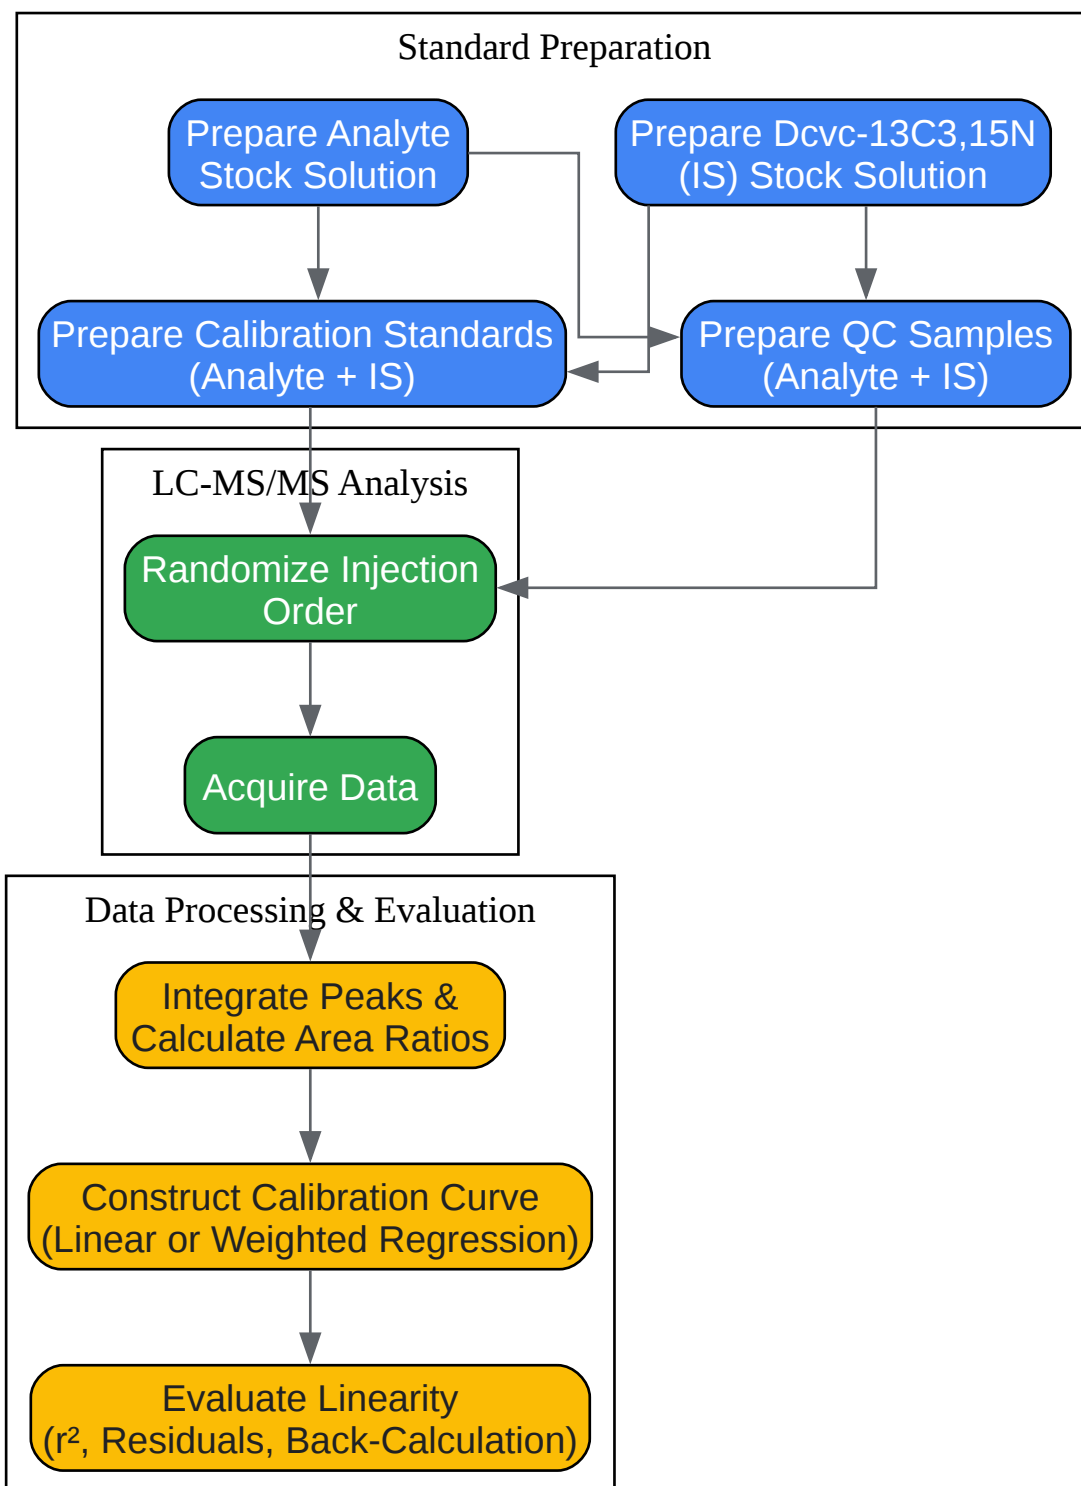 Standard Preparation
Prepare Analyte
Stock Solution
Prepare Dcvc-13C3,15N
(IS) Stock Solution
Prepare Calibration Standards
(Analyte + IS)
Prepare QC Samples
(Analyte + IS)
LC-MS/MS Analysis
Randomize Injection
Order
Acquire Data
Data Processing & Evaluation
Integrate Peaks &
Calculate Area Ratios
Construct Calibration Curve
(Linear or Weighted Regression)
Evaluate Linearity
(r², Residuals, Back-Calculation)